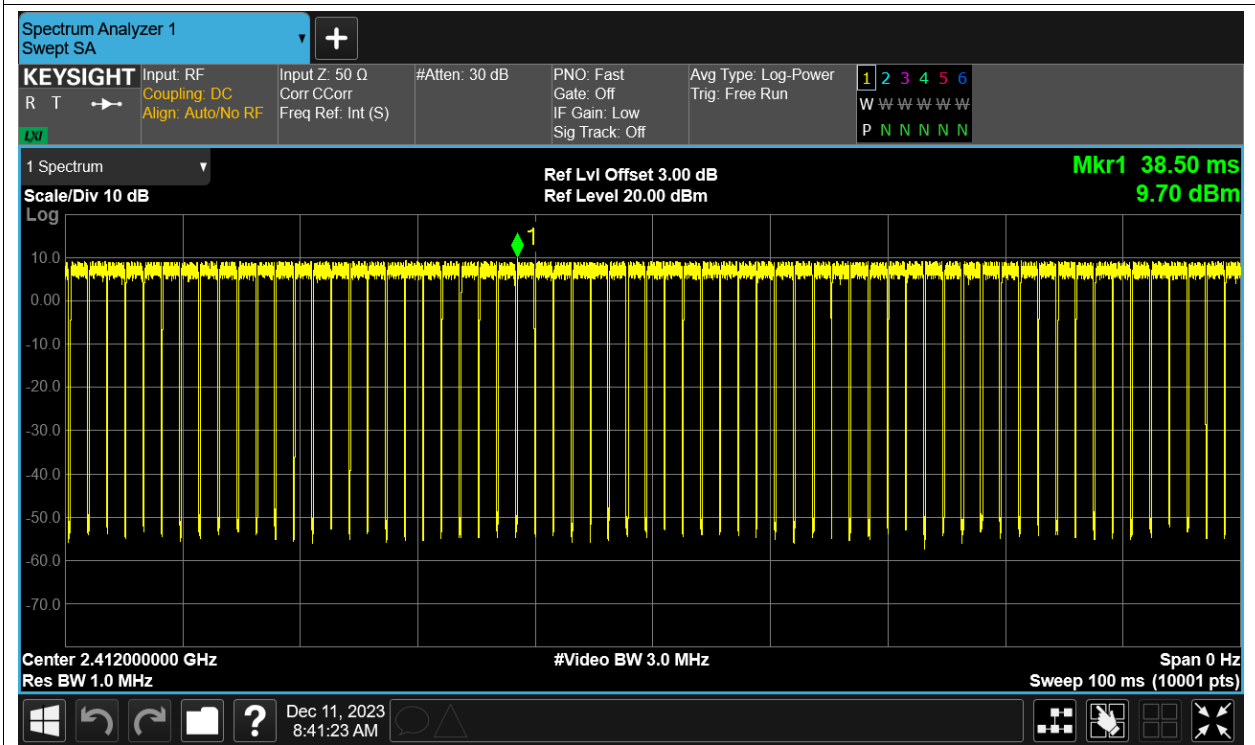 Spectrum Analyzer 1
Swept SA
KEYSIGHT
R T
LXI
Input: RF
Coupling: DC
Align: Auto/No RF
Input Z: 50 Ω
Corr CCorr
Freq Ref: Int (S)
#Atten: 30 dB
PNO: Fast
Gate: Off
IF Gain: Low
Sig Track: Off
Avg Type: Log-Power
Trig: Free Run
1 2 3 4 5 6
W W W W W W
P N N N N N
1 Spectrum
Scale/Div 10 dB
Ref Lvl Offset 3.00 dB
Ref Level 20.00 dBm
Mkr1 38.50 ms
9.70 dBm
Log
1
10.0
0.00
-10.0
-20.0
-30.0
-40.0
-50.0
-60.0
-70.0
Center 2.412000000 GHz
Res BW 1.0 MHz
#Video BW 3.0 MHz
Span 0 Hz
Sweep 100 ms (10001 pts)
?
Dec 11, 2023
8:41:23 AM